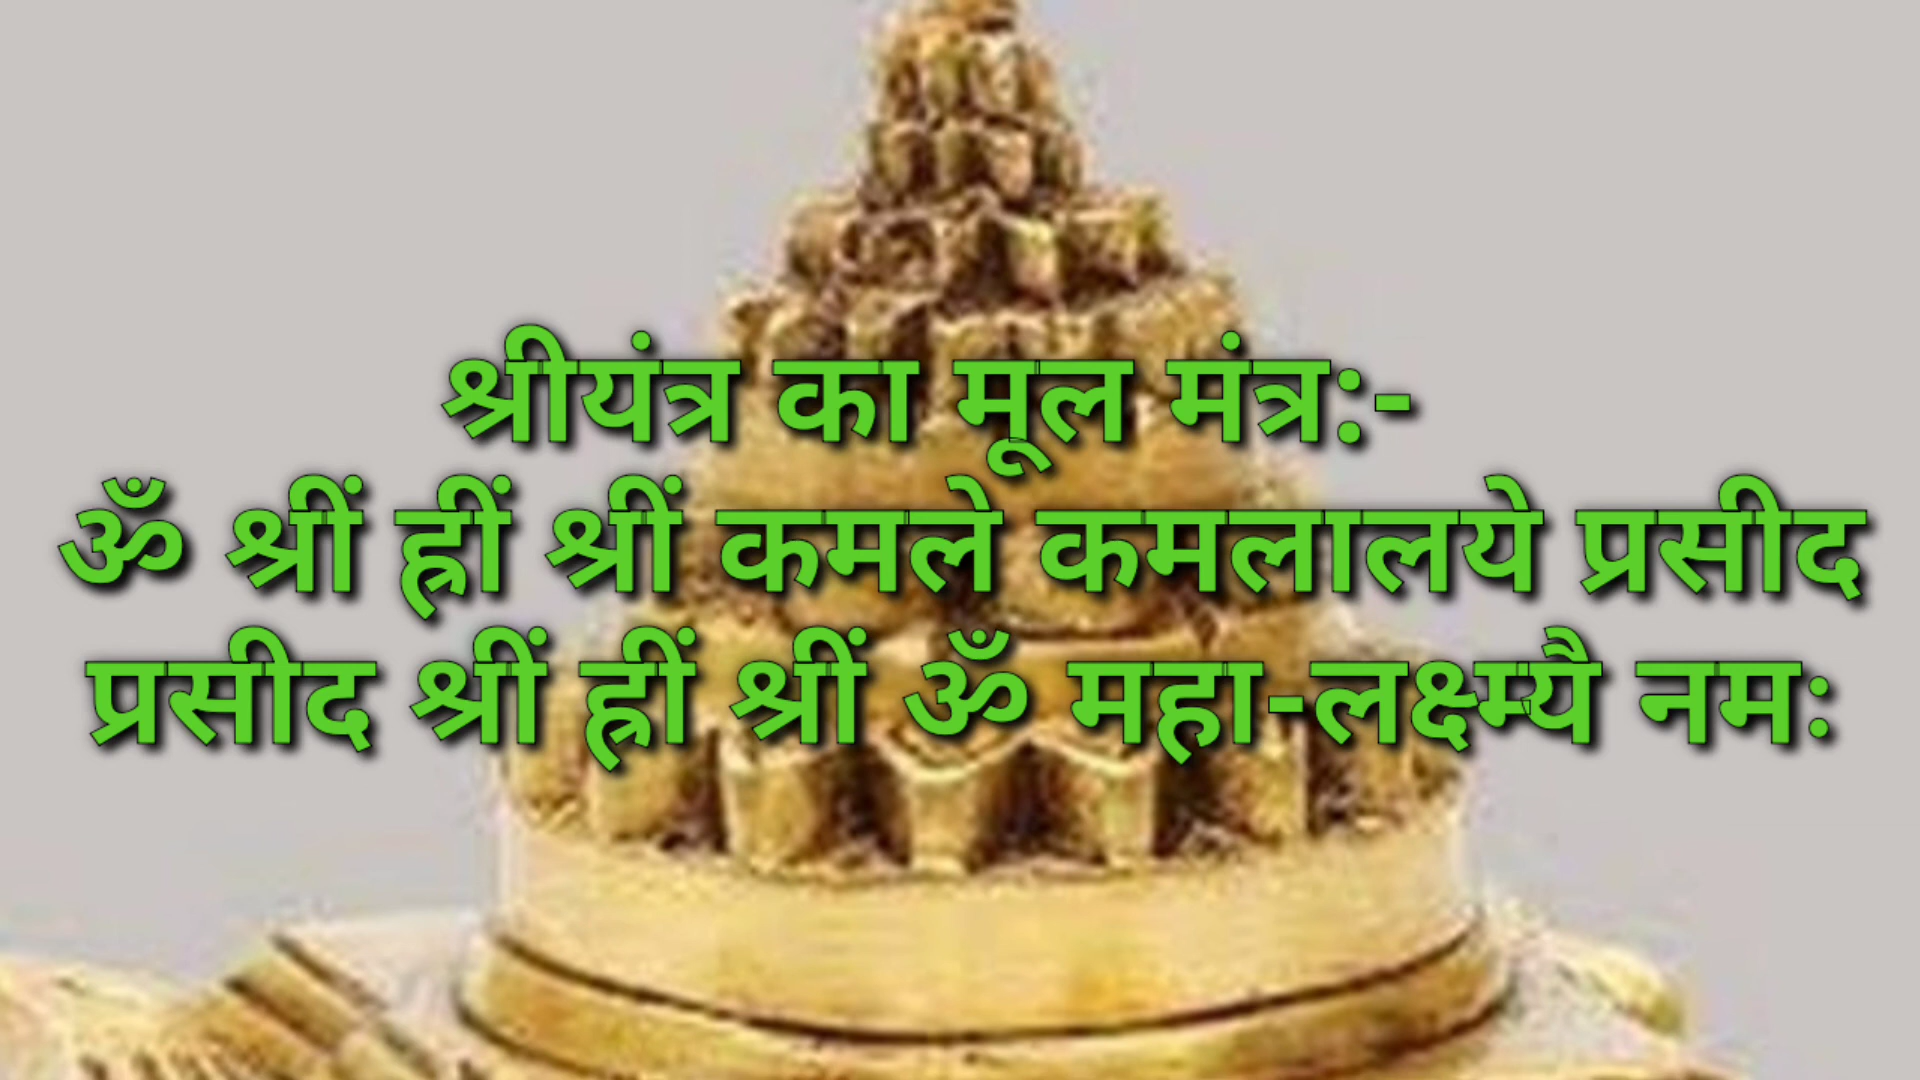 श्रीयंत्र का मूल मंत्र:-
ॐ श्रीं ह्रीं श्रीं कमले कमलालये प्रसीद
प्रसीद श्रीं ह्रीं श्रीं ॐ महा-लक्ष्म्यै नमः